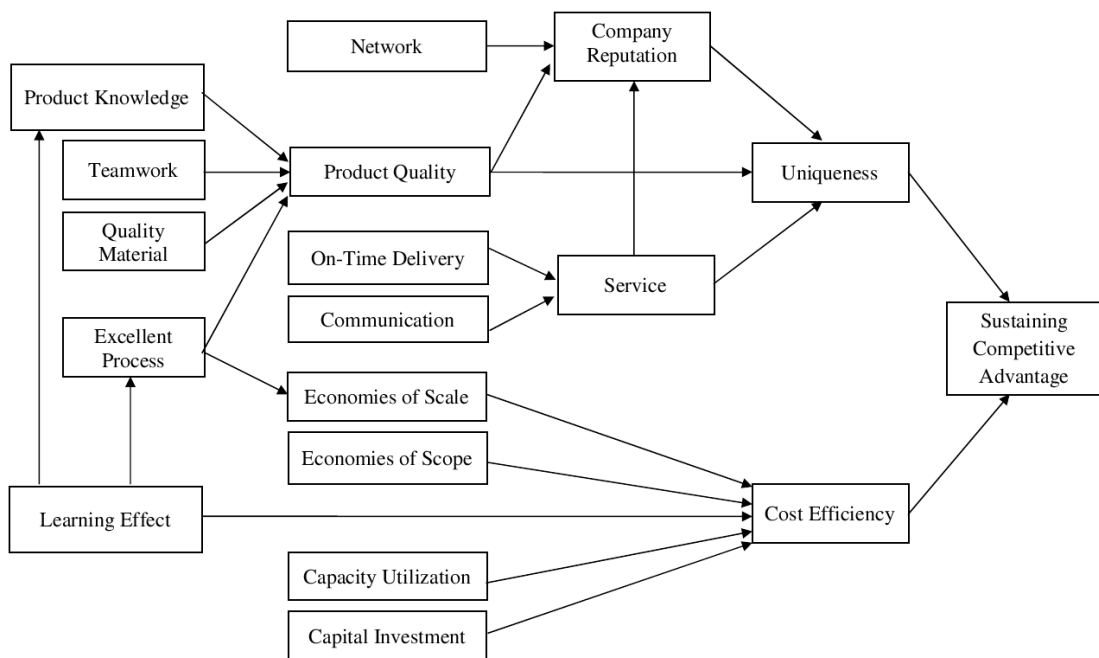 Company
Reputation
Network
Product Knowledge
Teamwork
Product Quality
Uniqueness
Quality
Material
On-Time Delivery
Service
Communication
Excellent
Process
Sustaining
Competitive
Advantage
Economies of Scale
Economies of Scope
Learning Effect
Cost Efficiency
Capacity Utilization
Capital Investment